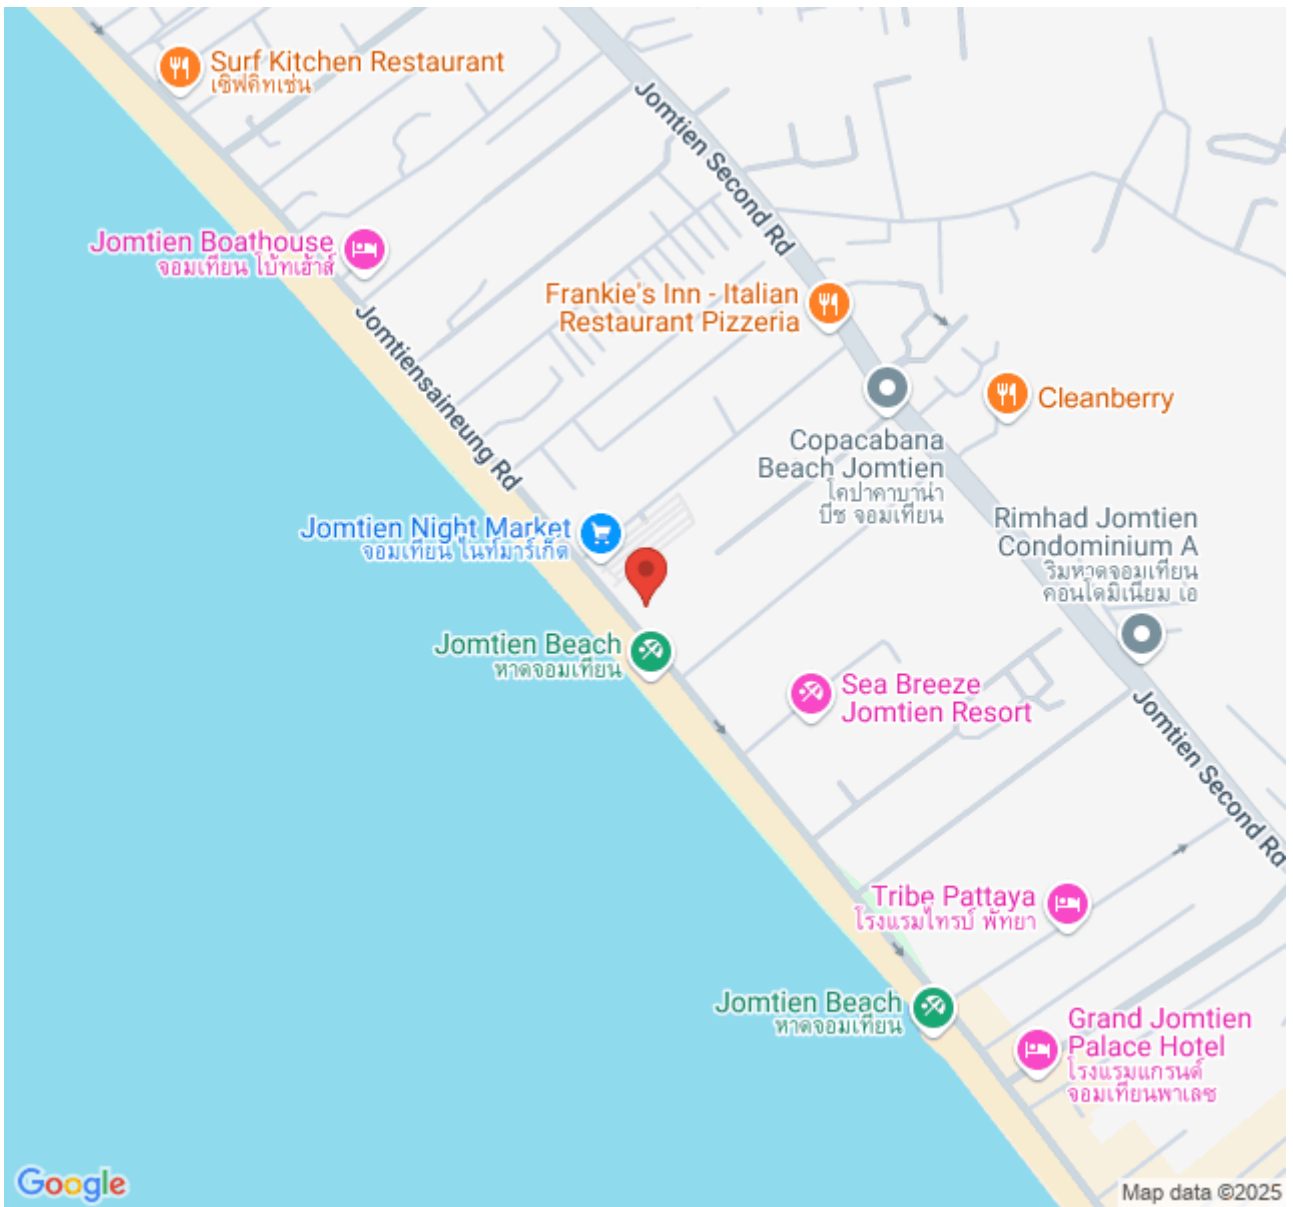 Surf Kitchen Restaurant
เซิฟคิทเช่น
Jomtien Second Rd
Jomtien Boathouse
จอมเทียน โบ้ทเฮ้าส์
Frankie's Inn - Italian
Restaurant Pizzeria
Jomtiensaineung Rd
Cleanberry
Copacabana
Beach Jomtien
โคปาคาบาน่า
บีช จอมเทียน
Jomtien Night Market
จอมเทียน ไนท์มาร์เก็ต
Rimhad Jomtien
Condominium A
ริมหาดจอมเทียน
คอนโดมิเนียม เอ
Jomtien Beach
หาดจอมเทียน
Sea Breeze
Jomtien Resort
Jomtien Second Rd
Tribe Pattaya
โรงแรมไทรบ์ พัทยา
Jomtien Beach
หาดจอมเทียน
Grand Jomtien
Palace Hotel
โรงแรมแกรนด์
จอมเทียนพาเลซ
Google
Map data ©2025